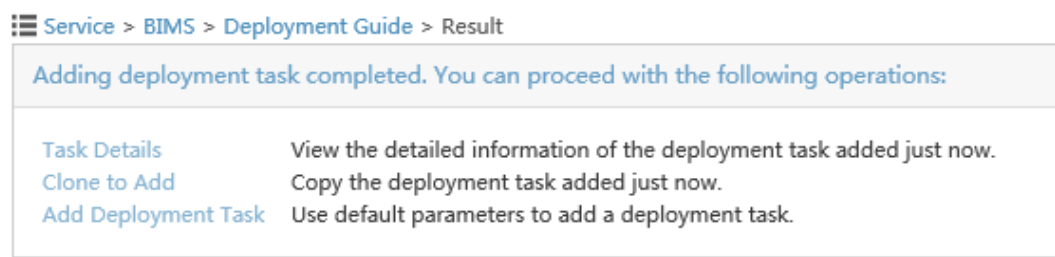 Service > BIMS > Deployment Guide > Result
Adding deployment task completed. You can proceed with the following operations:
Task Details View the detailed information of the deployment task added just now.
Clone to Add Copy the deployment task added just now.
Add Deployment Task Use default parameters to add a deployment task.